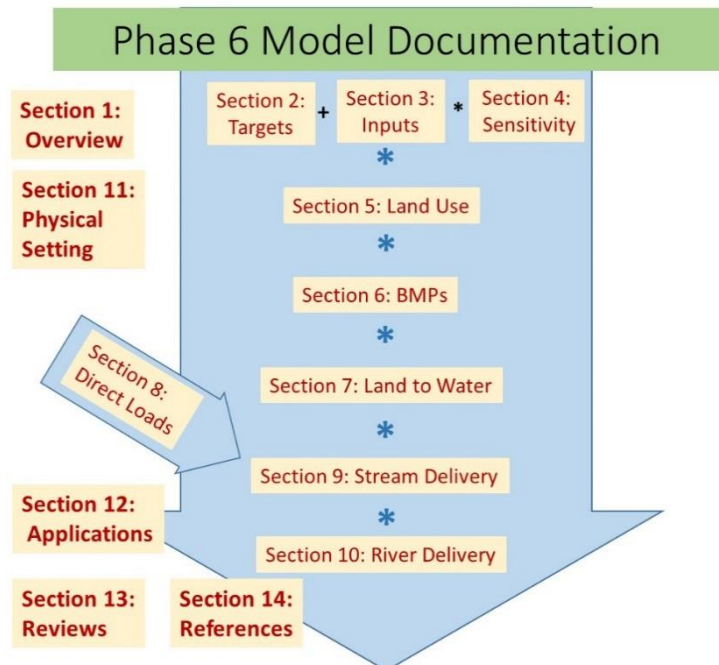 Phase 6 Model Documentation
Section 1:
Overview
Section 2:
Targets
+
Section 3:
Inputs
*
Section 4:
Sensitivity
*
Section 11:
Physical
Setting
Section 5: Land Use
*
Section 6: BMPs
*
Section 8:
Direct Loads
Section 7: Land to Water
*
Section 9: Stream Delivery
*
Section 12:
Applications
Section 10: River Delivery
Section 13:
Reviews
Section 14:
References